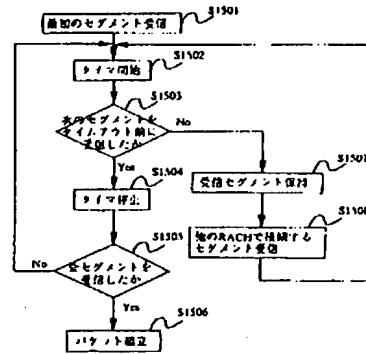 S1501
最初のセグメント受信
S1502
タイマ開始
S1503
次のセグメントを
タイムアウト前に
受信したか
No
Yes
S1504
タイマ停止
S1507
受信セグメント保持
S1508
他のRACHで接続する
セグメント受信
S1505
全セグメントを
受信したか
No
Yes
S1506
パケット組立